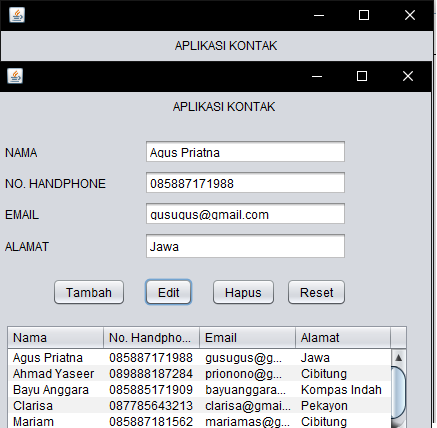 APLIKASI KONTAK
APLIKASI KONTAK
NAMA Agus Priatna
NO. HANDPHONE 085887171988
EMAIL gusugus@gmail.com
ALAMAT Jawa
Tambah Edit Hapus Reset
Nama No. Handpho... Email Alamat
Agus Priatna 085887171988 gusugus@g... Jawa
Ahmad Yaseer 089888187284 prionono@g... Cibitung
Bayu Anggara 085885171909 bayuanggara... Kompas Indah
Clarisa 087785643213 clarisa@gmai... Pekayon
Mariam 085887181562 mariamas@g... Cibitung